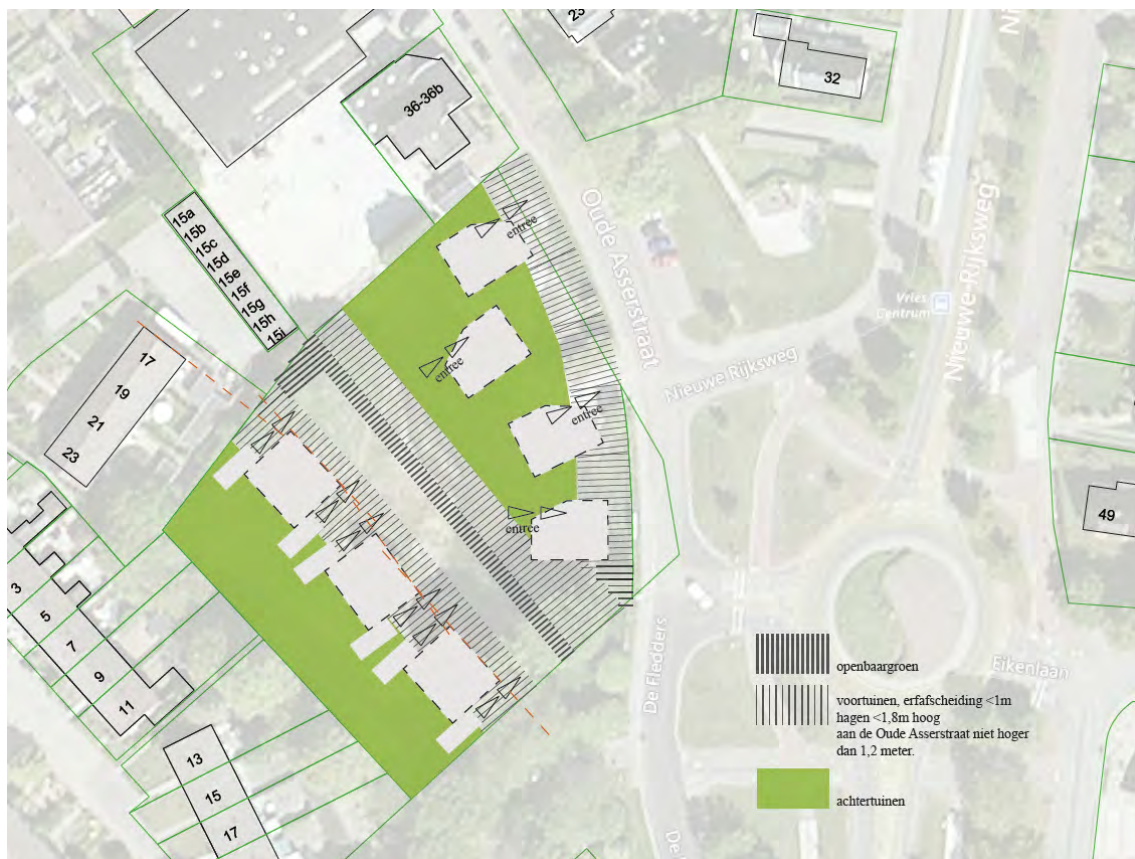 25
32
36-36b
Ni
15a
15b
15c
15d
15e
15f
15g
15h
15i
entree
Oude Asserstraat
Vries
Centrum
Nieuwe Rijksweg
17
19
21
23
entree
Nieuwe Rijksweg
entree
49
entree
3
5
7
9
11
De Fledders
Eikenlaan
13
15
17
De
openbaargroen
voortuinen, erfafscheiding <1m
hagen <1,8m hoog
aan de Oude Asserstraat niet hoger
dan 1,2 meter.
achtertuinen